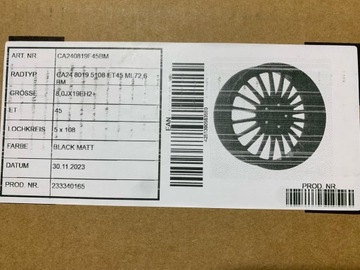 ART. NR. CA240819F45BM
RADTYP CA24 8019 5108 ET45 ML72,6 BM
GRÖSSE 8,0JX19EH2+
ET 45
LOCHKREIS 5 x 108
FARBE BLACK MATT
DATUM 30.11.2023
PROD. NR. 233340165
EAN
PROD. NR.